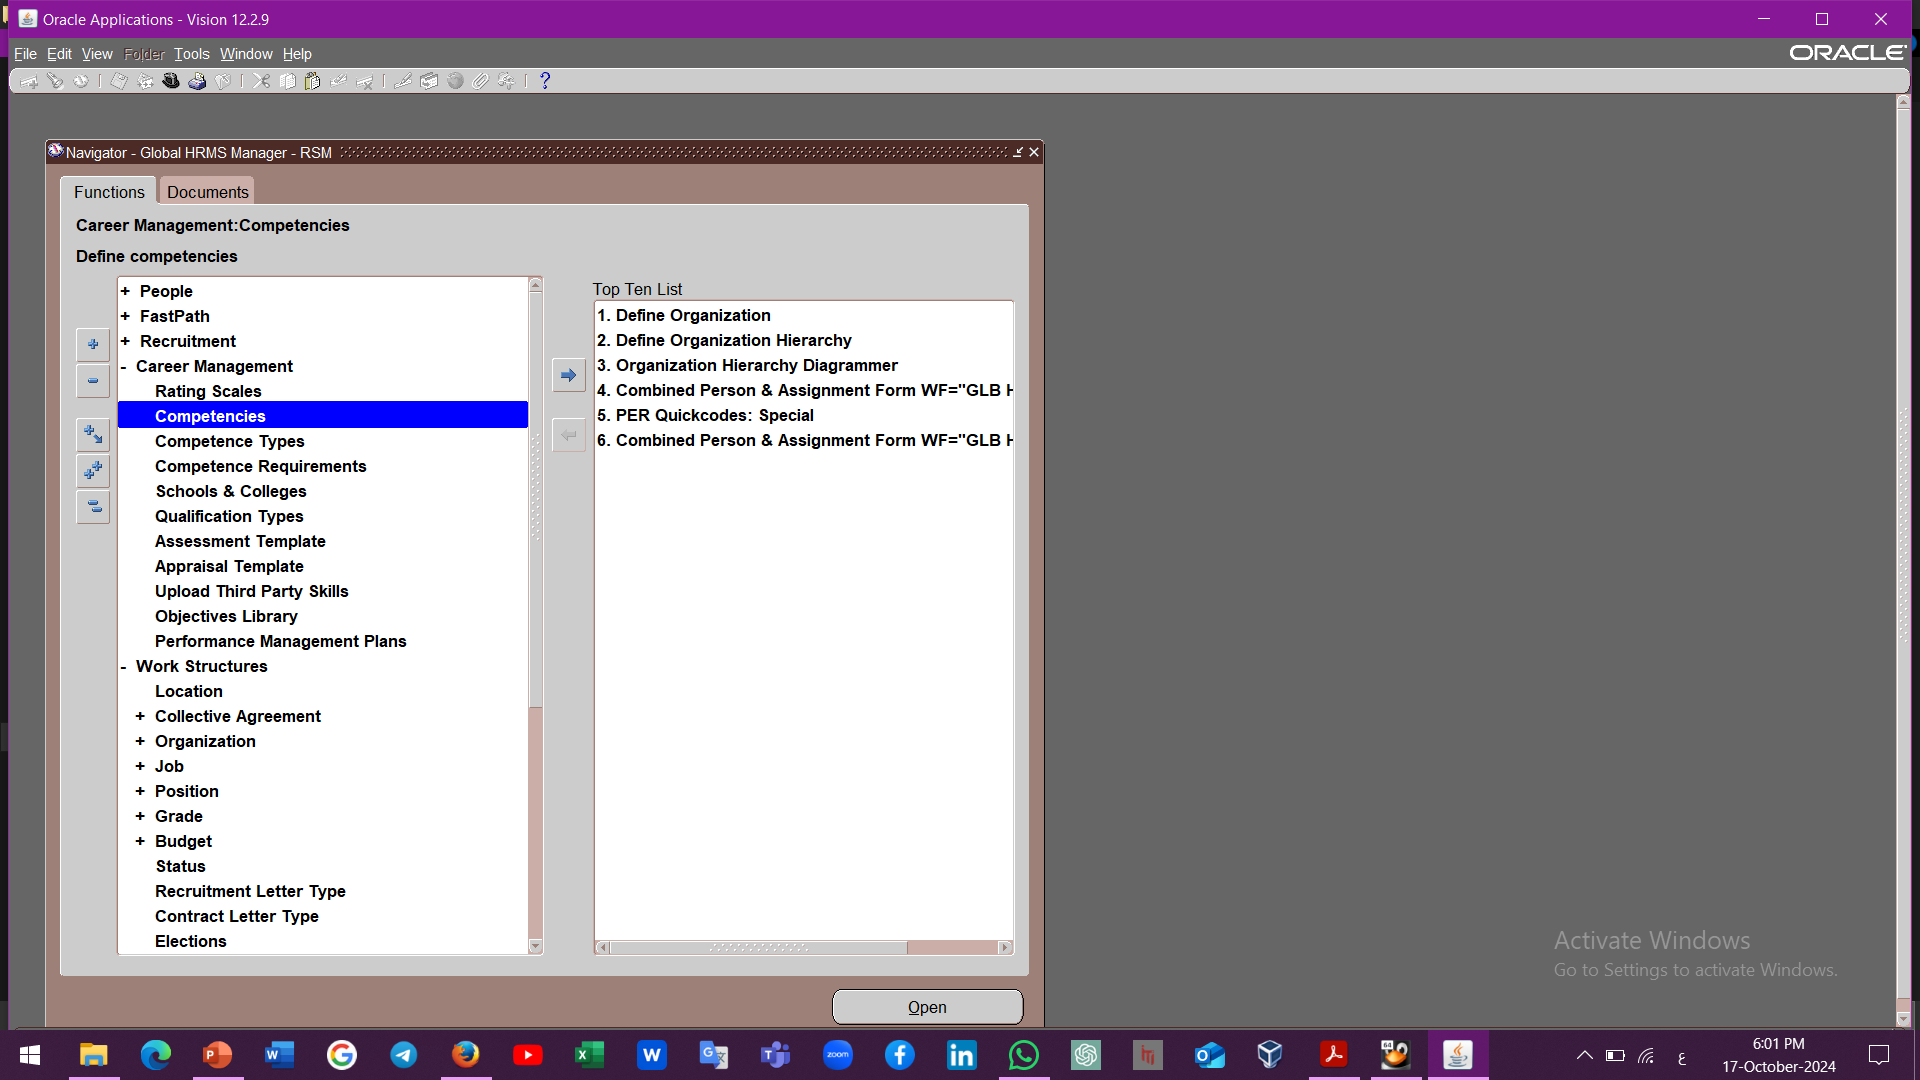 Oracle Applications - Vision 12.2.9
File Edit View Folder Tools Window Help
ORACLE
Navigator - Global HRMS Manager - RSM
Functions Documents
Career Management:Competencies
Define competencies
+ People
+ FastPath
+ Recruitment
- Career Management
Rating Scales
Competencies
Competence Types
Competence Requirements
Schools & Colleges
Qualification Types
Assessment Template
Appraisal Template
Upload Third Party Skills
Objectives Library
Performance Management Plans
- Work Structures
Location
+ Collective Agreement
+ Organization
+ Job
+ Position
+ Grade
+ Budget
Status
Recruitment Letter Type
Contract Letter Type
Elections
Top Ten List
1. Define Organization
2. Define Organization Hierarchy
3. Organization Hierarchy Diagrammer
4. Combined Person & Assignment Form WF="GLB H
5. PER Quickcodes: Special
6. Combined Person & Assignment Form WF="GLB H
Open
Activate Windows
Go to Settings to activate Windows.
zoom
ع
6:01 PM
17-October-2024